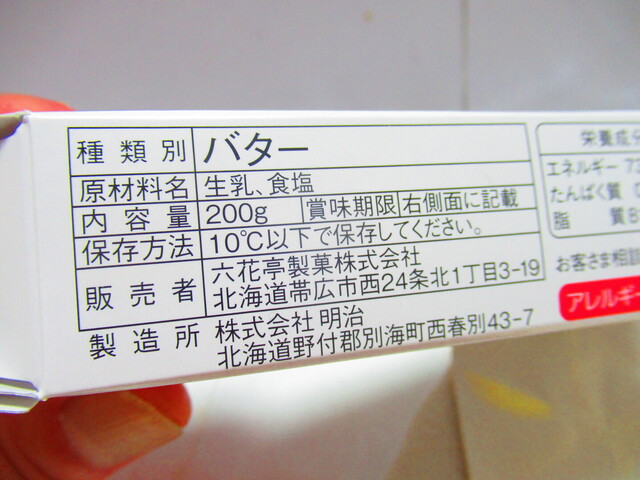 種類別 バター
原材料名 生乳、食塩
内容量 200g 賞味期限 右側面に記載
保存方法 10℃以下で保存してください。
販売者 六花亭製菓株式会社
北海道帯広市西24条北1丁目3-19
製造所 株式会社 明治
北海道野付郡別海町西春別43-7
栄養成分
エネルギー
たんぱく質
脂 質
お客さま相談
アレルギー